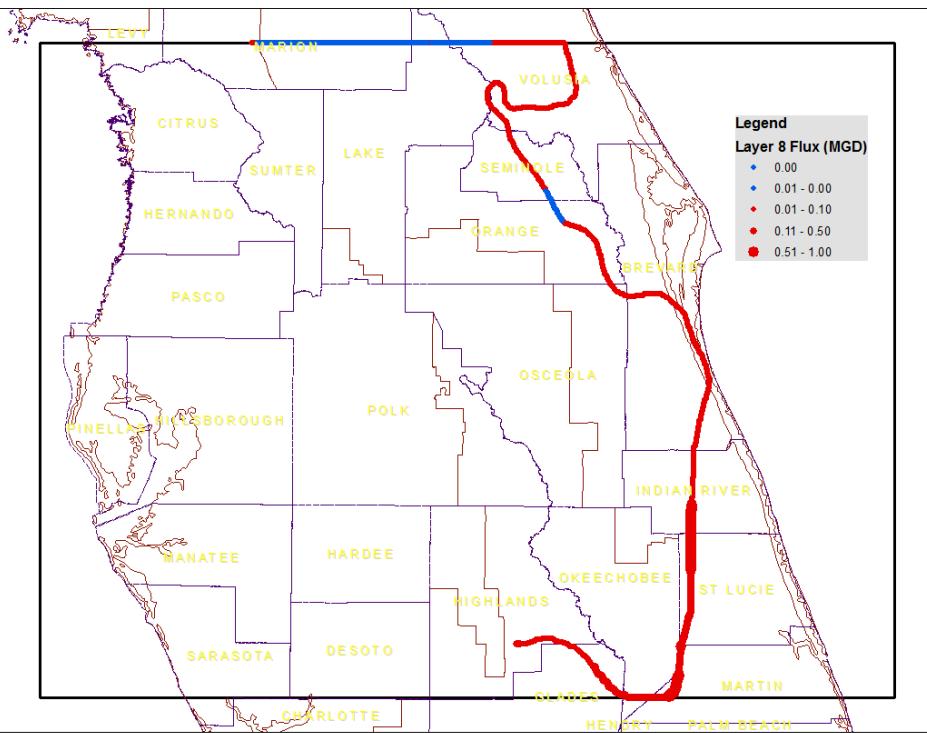 LEVY
MARION
VOLUSIA
CITRUS
Legend
Layer 8 Flux (MGD)
0.00
0.01 - 0.00
0.01 - 0.10
0.11 - 0.50
0.51 - 1.00
LAKE
SUMTER
SEMINOLE
HERNANDO
ORANGE
BREVARD
PASCO
OSCEOLA
POLK
PINELLAS
HILLSBOROUGH
INDIAN RIVER
MANATEE
HARDEE
OKEECHOBEE
ST LUCIE
HIGHLANDS
SARASOTA
DESOTO
MARTIN
GLADES
CHARLOTTE
HENDRY
PALM BEACH